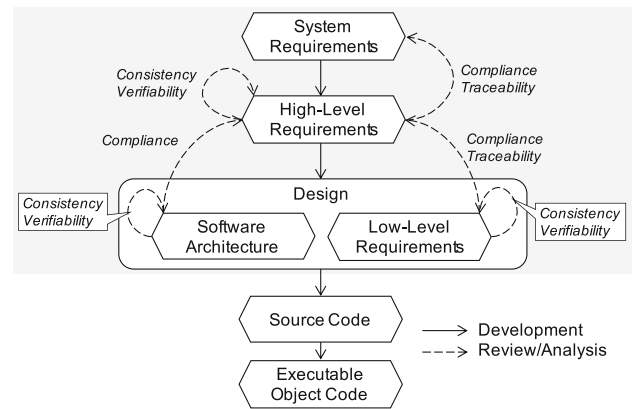 System
Requirements
Consistency
Verifiability
Compliance
Traceability
High-Level
Requirements
Compliance
Compliance
Traceability
Design
Consistency
Verifiability
Software
Architecture
Low-Level
Requirements
Consistency
Verifiability
Source Code
Development
Review/Analysis
Executable
Object Code